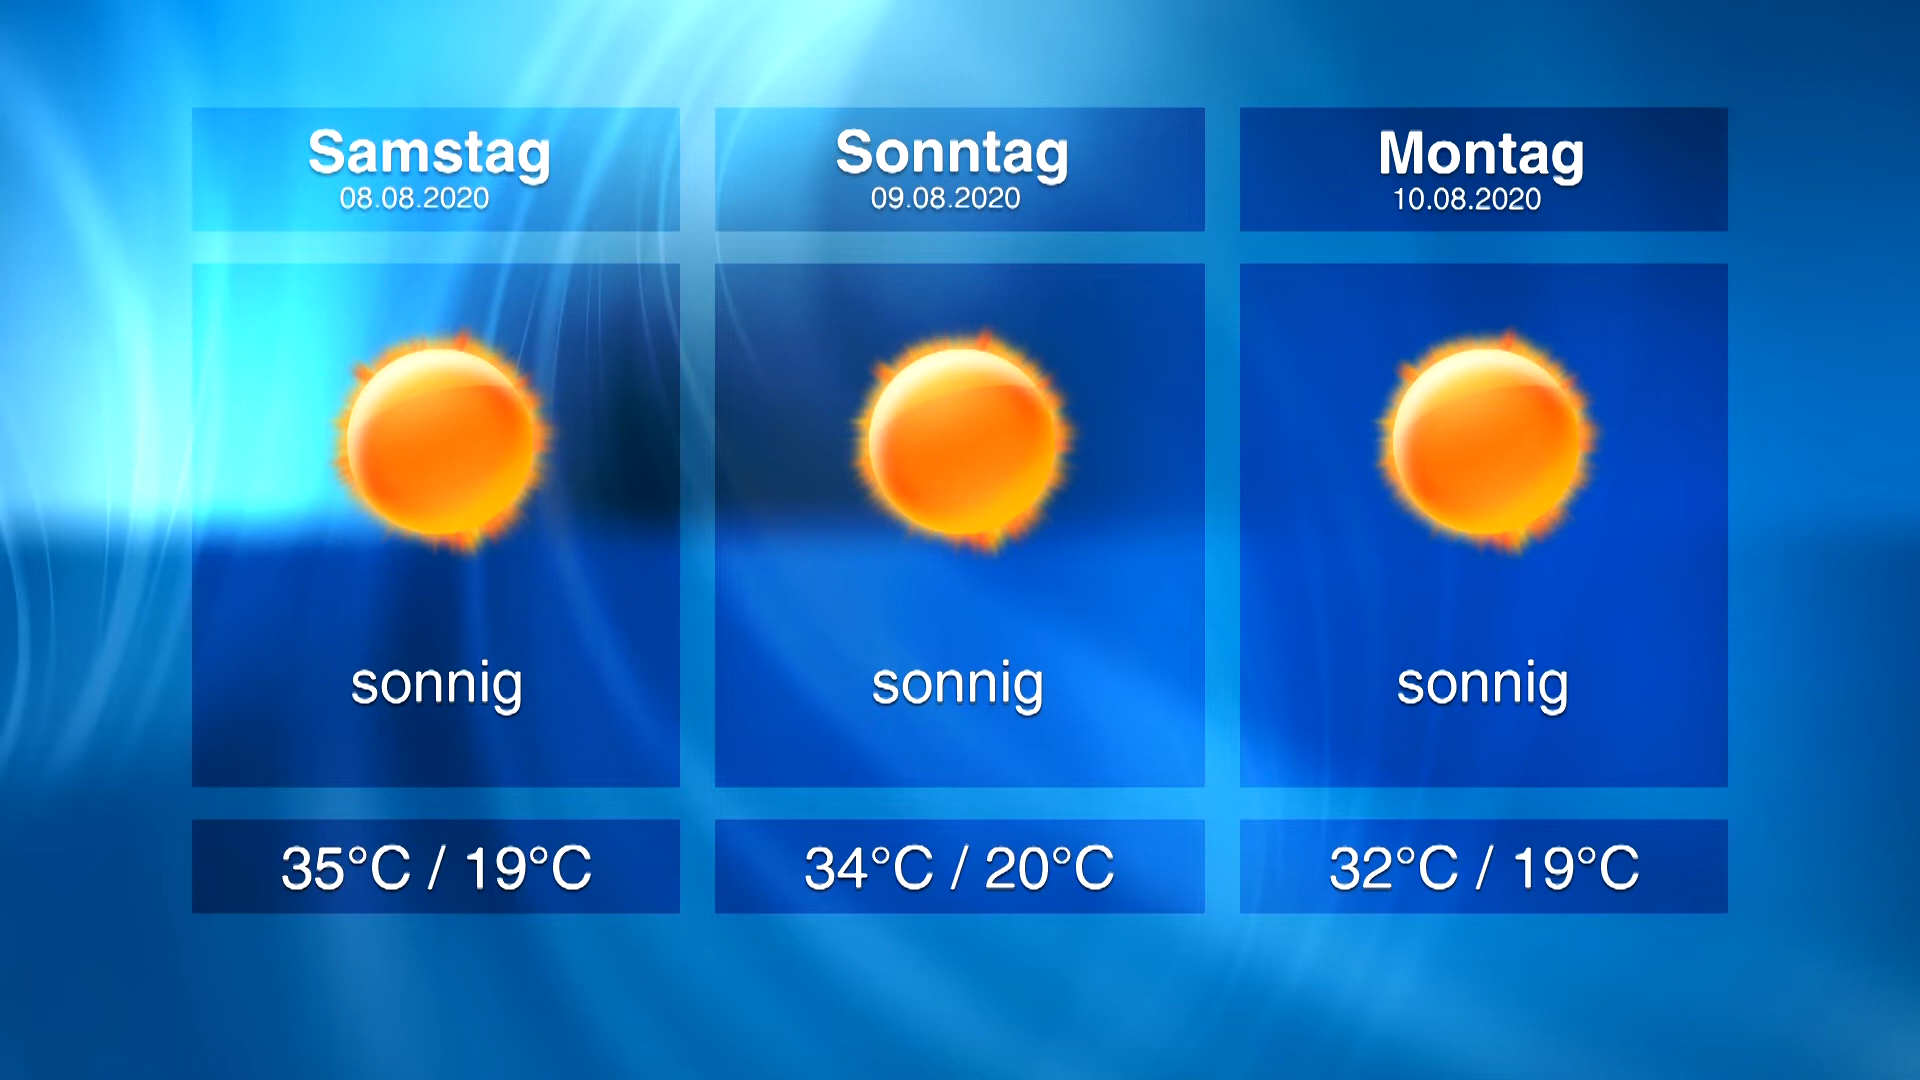 Samstag
08.08.2020
sonnig
35°C / 19°C
Sonntag
09.08.2020
sonnig
34°C / 20°C
Montag
10.08.2020
sonnig
32°C / 19°C